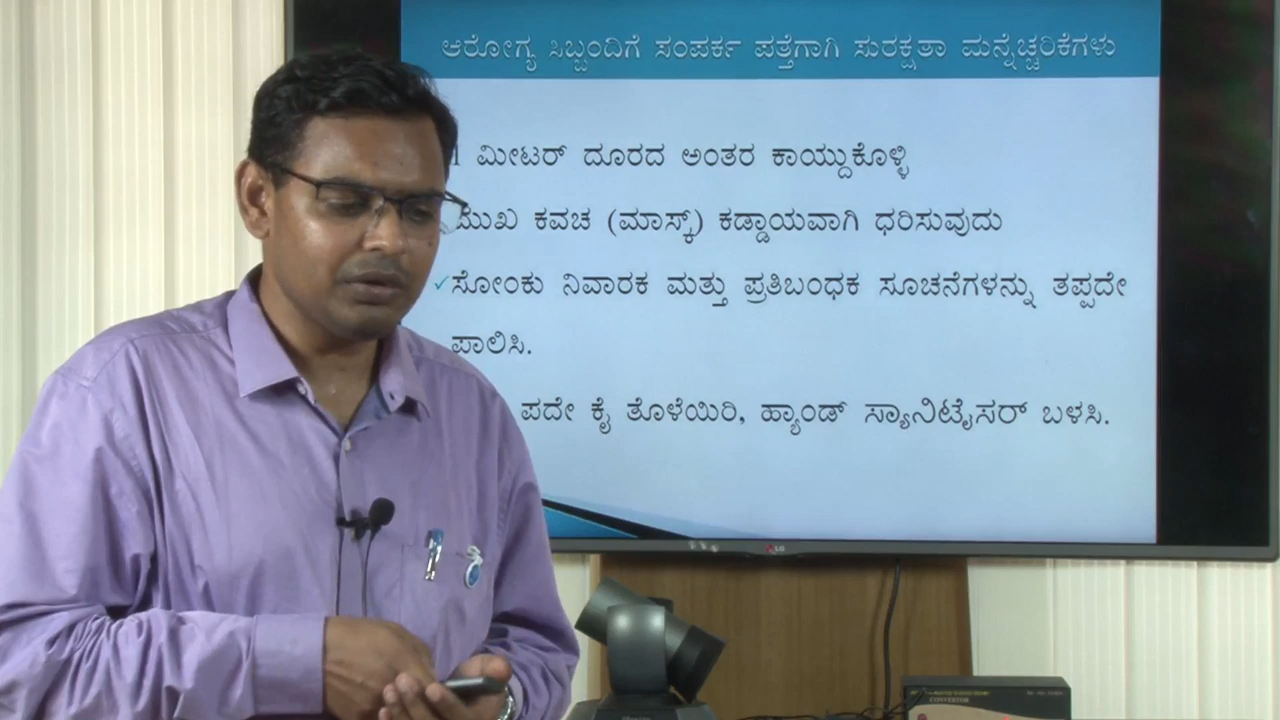 ಆರೋಗ್ಯ ಸಿಬ್ಬಂದಿಗೆ ಸಂಪರ್ಕ ಪತ್ತೆಗಾಗಿ ಸುರಕ್ಷತಾ ಮುನ್ನೆಚ್ಚರಿಕೆಗಳು
1 ಮೀಟರ್ ದೂರದ ಅಂತರ ಕಾಯ್ದುಕೊಳ್ಳಿ
ಮುಖ ಕವಚ (ಮಾಸ್ಕ್) ಕಡ್ಡಾಯವಾಗಿ ಧರಿಸುವುದು
✓ಸೋಂಕು ನಿವಾರಕ ಮತ್ತು ಪ್ರತಿಬಂಧಕ ಸೂಚನೆಗಳನ್ನು ತಪ್ಪದೇ
ಪಾಲಿಸಿ.
ಪದೇ ಕೈ ತೊಳೆಯಿರಿ, ಹ್ಯಾಂಡ್ ಸ್ಯಾನಿಟೈಸರ್ ಬಳಸಿ.
LG
CONVERTOR